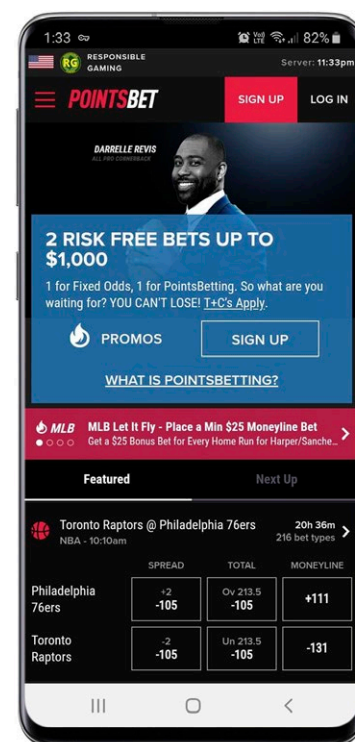 1:33
Vo)) LTE 82%
RG RESPONSIBLE GAMING
Server: 11:33pm
POINTSBET
SIGN UP
LOG IN
DARRELLE REVIS
ALL PRO CORNERBACK
2 RISK FREE BETS UP TO
$1,000
1 for Fixed Odds, 1 for PointsBetting. So what are you
waiting for? YOU CAN'T LOSE! T+C's Apply.
PROMOS
SIGN UP
WHAT IS POINTSBETTING?
MLB
MLB Let It Fly - Place a Min $25 Moneyline Bet
Get a $25 Bonus Bet for Every Home Run for Harper/Sanche...
Featured
Next Up
Toronto Raptors @ Philadelphia 76ers
20h 36m
NBA - 10:10am
216 bet types
SPREAD
TOTAL
MONEYLINE
Philadelphia
76ers
+2
-105
Ov 213.5
-105
+111
Toronto
Raptors
-2
-105
Un 213.5
-105
-131